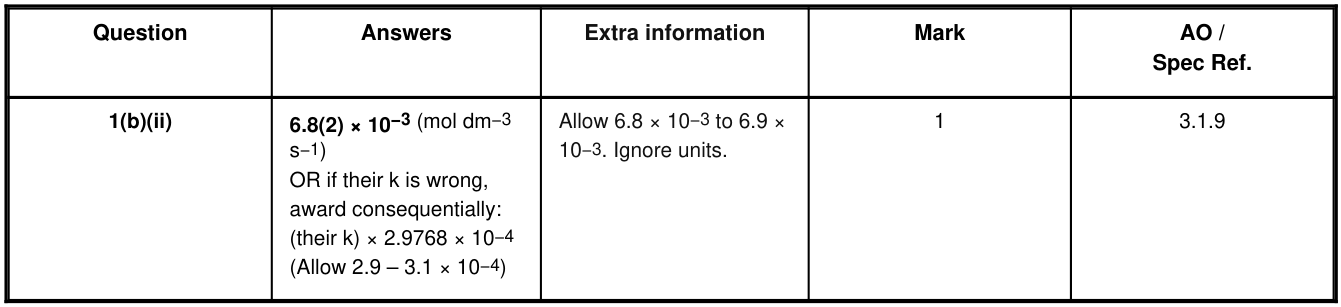 Question Answers Extra information Mark AO /
Spec Ref.
1(b)(ii) 6.8(2) × 10–3 (mol dm–3 Allow 6.8 × 10–3 to 6.9 × 1 3.1.9
s–1) 10–3. Ignore units.
OR if their k is wrong,
award consequentially:
(their k) × 2.9768 × 10–4
(Allow 2.9 – 3.1 × 10–4)